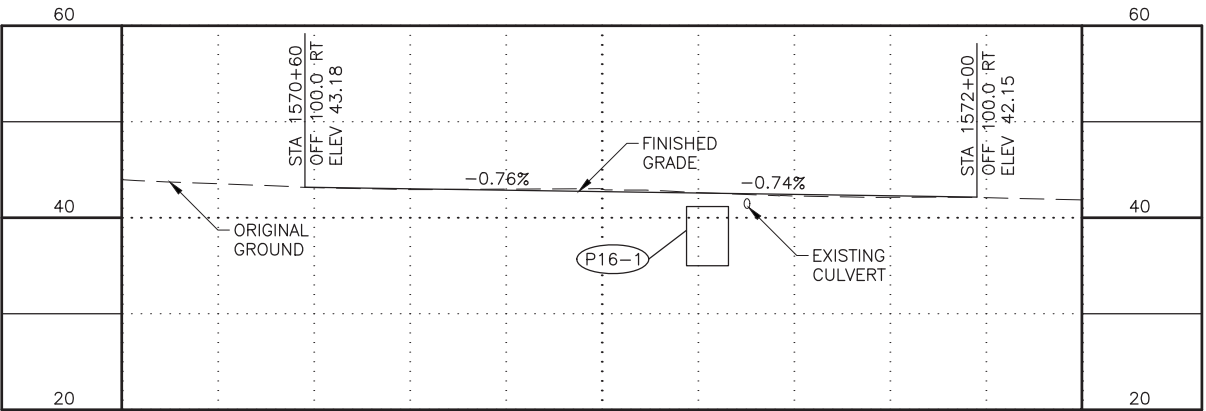 60
60
STA 1570+60
OFF 100.0 RT
ELEV 43.18
STA 1572+00
OFF 100.0 RT
ELEV 42.15
FINISHED
GRADE
-0.76%
-0.74%
40
40
ORIGINAL
GROUND
P16-1
EXISTING
CULVERT
20
20